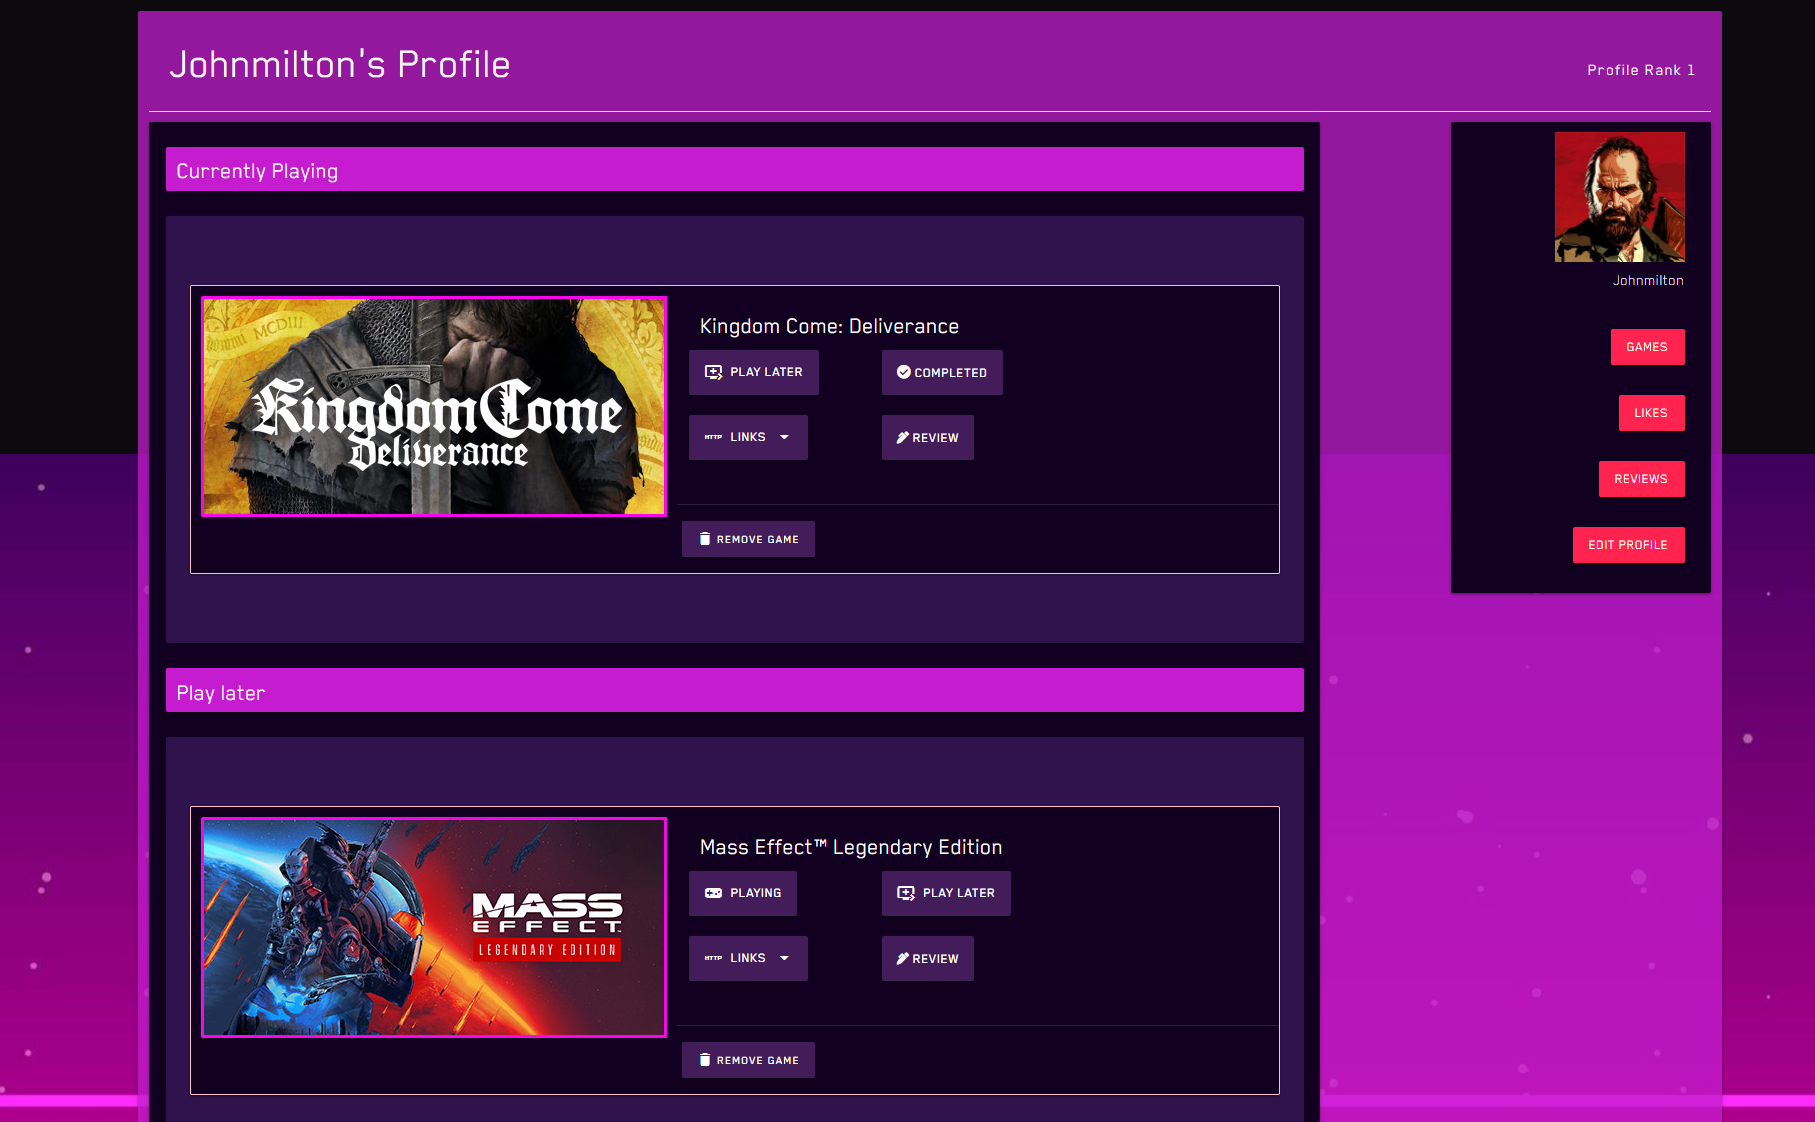 Johnmilton's Profile
Profile Rank 1
Currently Playing
MCDIII
Kingdom Come
Deliverance
Kingdom Come: Deliverance
PLAY LATER
COMPLETED
HTTP LINKS
REVIEW
REMOVE GAME
Johnmilton
GAMES
LIKES
REVIEWS
EDIT PROFILE
Play later
MASS
EFFECT
LEGENDARY EDITION
Mass Effect™ Legendary Edition
PLAYING
PLAY LATER
HTTP LINKS
REVIEW
REMOVE GAME